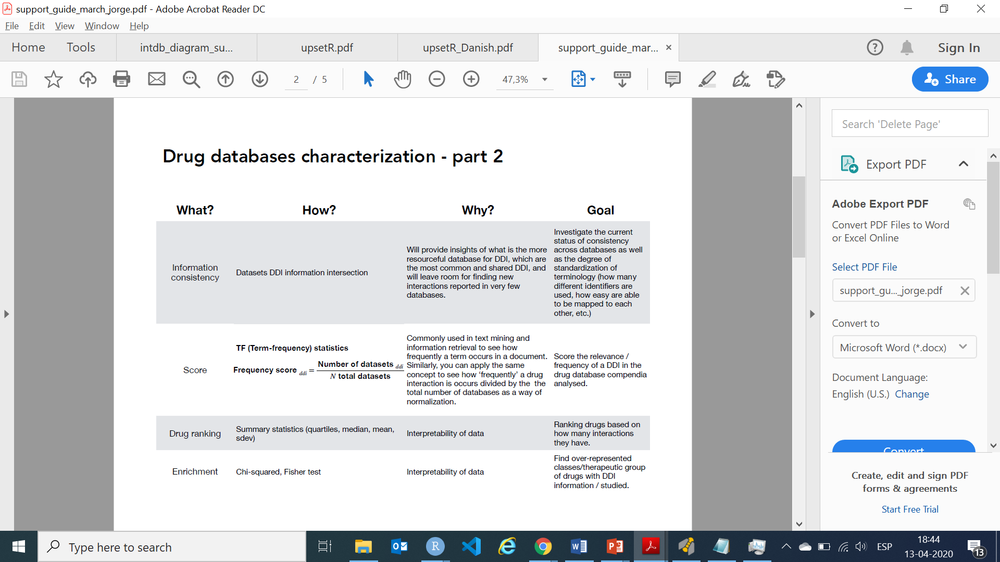 support_guide_march_jorge.pdf - Adobe Acrobat Reader DC
File Edit View Window Help
Home Tools intdb_diagram_su... upsetR.pdf upsetR_Danish.pdf support_guide_mar... × ? Sign In
2 / 5 47,3% Share
Search 'Delete Page'
Export PDF
Adobe Export PDF
Convert PDF Files to Word
or Excel Online
Select PDF File
support_gu..._jorge.pdf
Convert to
Microsoft Word (*.docx)
Document Language:
English (U.S.) Change
Convert
Create, edit and sign PDF
forms & agreements
Start Free Trial
Drug databases characterization - part 2
What? How? Why? Goal
Information
consistency
Datasets DDI information intersection
Will provide insights of what is the more
resourceful database for DDI, which are
the most common and shared DDI, and
will leave room for finding new
interactions reported in very few
databases.
Investigate the current
status of consistency
across databases as well
as the degree of
standardization of
terminology (how many
different identifiers are
used, how easy are able
to be mapped to each
other, etc.)
Score
TF (Term-frequency) statistics
Frequency score ddi = Number of datasets ddi
N total datasets
Commonly used in text mining and
information retrieval to see how
frequently a term occurs in a document.
Similarly, you can apply the same
concept to see how ‘frequently’ a drug
interaction is occurs divided by the the
total number of databases as a way of
normalization.
Score the relevance /
frequency of a DDI in the
drug database compendia
analysed.
Drug ranking
Summary statistics (quartiles, median, mean,
sdev)
Interpretability of data
Ranking drugs based on
how many interactions
they have.
Enrichment
Chi-squared, Fisher test
Interpretability of data
Find over-represented
classes/therapeutic group
of drugs with DDI
information / studied.
Type here to search
R
ESP
18:44
13-04-2020
13